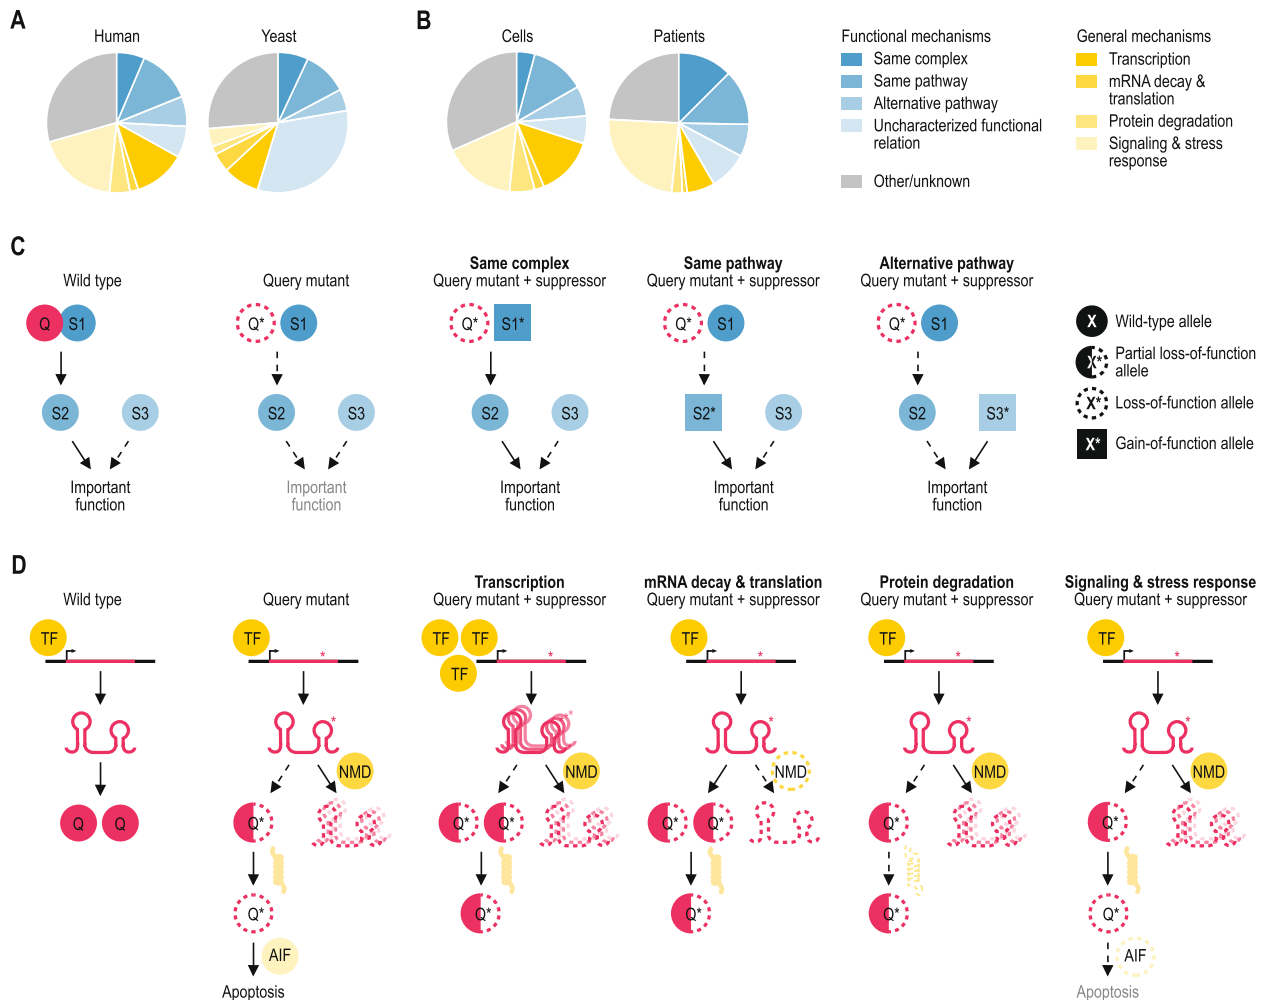 A
Human
Yeast
B
Cells
Patients
Functional mechanisms
Same complex
Same pathway
Alternative pathway
Uncharacterized functional
relation
Other/unknown
General mechanisms
Transcription
mRNA decay &
translation
Protein degradation
Signaling & stress
response
C
Wild type
Query mutant
Same complex
Query mutant + suppressor
Same pathway
Query mutant + suppressor
Alternative pathway
Query mutant + suppressor
Q
S1
Q*
S1
Q*
S1*
Q*
S1
Q*
S1
S2
S3
S2
S3
S2
S3
S2*
S3
S2
S3*
Important
function
Important
function
Important
function
Important
function
Important
function
X
Wild-type allele
X*
Partial loss-of-function
allele
X*
Loss-of-function allele
X*
Gain-of-function allele
D
Wild type
Query mutant
Transcription
Query mutant + suppressor
mRNA decay & translation
Query mutant + suppressor
Protein degradation
Query mutant + suppressor
Signaling & stress response
Query mutant + suppressor
TF
TF
*
TF
TF
TF
*
TF
*
TF
*
TF
*
*
*
*
*
*
NMD
NMD
NMD
NMD
NMD
Q
Q
Q*
Q*
Q*
Q*
Q*
Q*
Q*
Q*
Q*
Q*
Q*
Q*
AIF
AIF
Apoptosis
Apoptosis